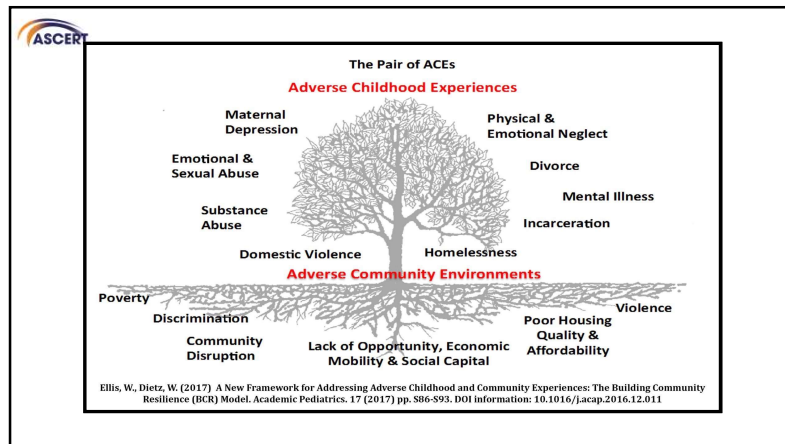 ASCERT
The Pair of ACEs
Adverse Childhood Experiences
Maternal
Depression
Physical &
Emotional Neglect
Emotional &
Sexual Abuse
Divorce
Mental Illness
Substance
Abuse
Incarceration
Domestic Violence
Homelessness
Adverse Community Environments
Poverty
Violence
Discrimination
Poor Housing
Quality &
Affordability
Community
Disruption
Lack of Opportunity, Economic
Mobility & Social Capital
Ellis, W., Dietz, W. (2017) A New Framework for Addressing Adverse Childhood and Community Experiences: The Building Community
Resilience (BCR) Model. Academic Pediatrics. 17 (2017) pp. S86-S93. DOI information: 10.1016/j.acap.2016.12.011